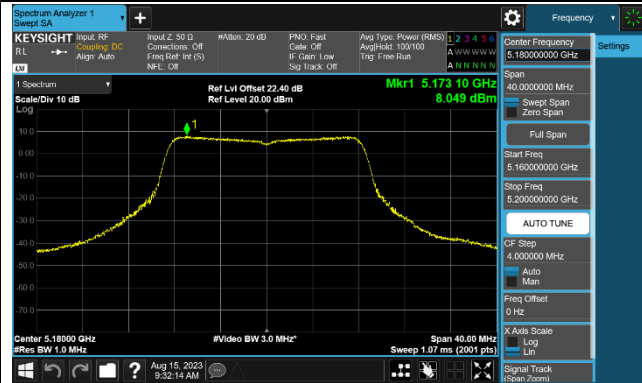 Spectrum Analyzer 1
Swept SA
Frequency
KEYSIGHT
Input: RF
Input Z: 50 Ω
#Atten: 20 dB
PNO: Fast
Avg Type: Power (RMS)
1 2 3 4 5 6
RL
Coupling: DC
Corrections: Off
Gate: Off
Avg|Hold: 100/100
A W W W W W
Align: Auto
Freq Ref: Int (S)
IF Gain: Low
Trig: Free Run
NFE: Off
Sig Track: Off
A N N N N N
LXI
1 Spectrum
Ref Lvl Offset 22.40 dB
Mkr1 5.173 10 GHz
Scale/Div 10 dB
Ref Level 20.00 dBm
8.049 dBm
Log
1
10.0
0.00
-10.0
-20.0
-30.0
-40.0
-50.0
-60.0
-70.0
Center 5.18000 GHz
#Video BW 3.0 MHz*
Span 40.00 MHz
#Res BW 1.0 MHz
Sweep 1.07 ms (2001 pts)
Aug 15, 2023
9:32:14 AM
Center Frequency
5.180000000 GHz
Settings
Span
40.0000000 MHz
Swept Span
Zero Span
Full Span
Start Freq
5.160000000 GHz
Stop Freq
5.200000000 GHz
AUTO TUNE
CF Step
4.000000 MHz
Auto
Man
Freq Offset
0 Hz
X Axis Scale
Log
Lin
Signal Track
(Span Zoom)